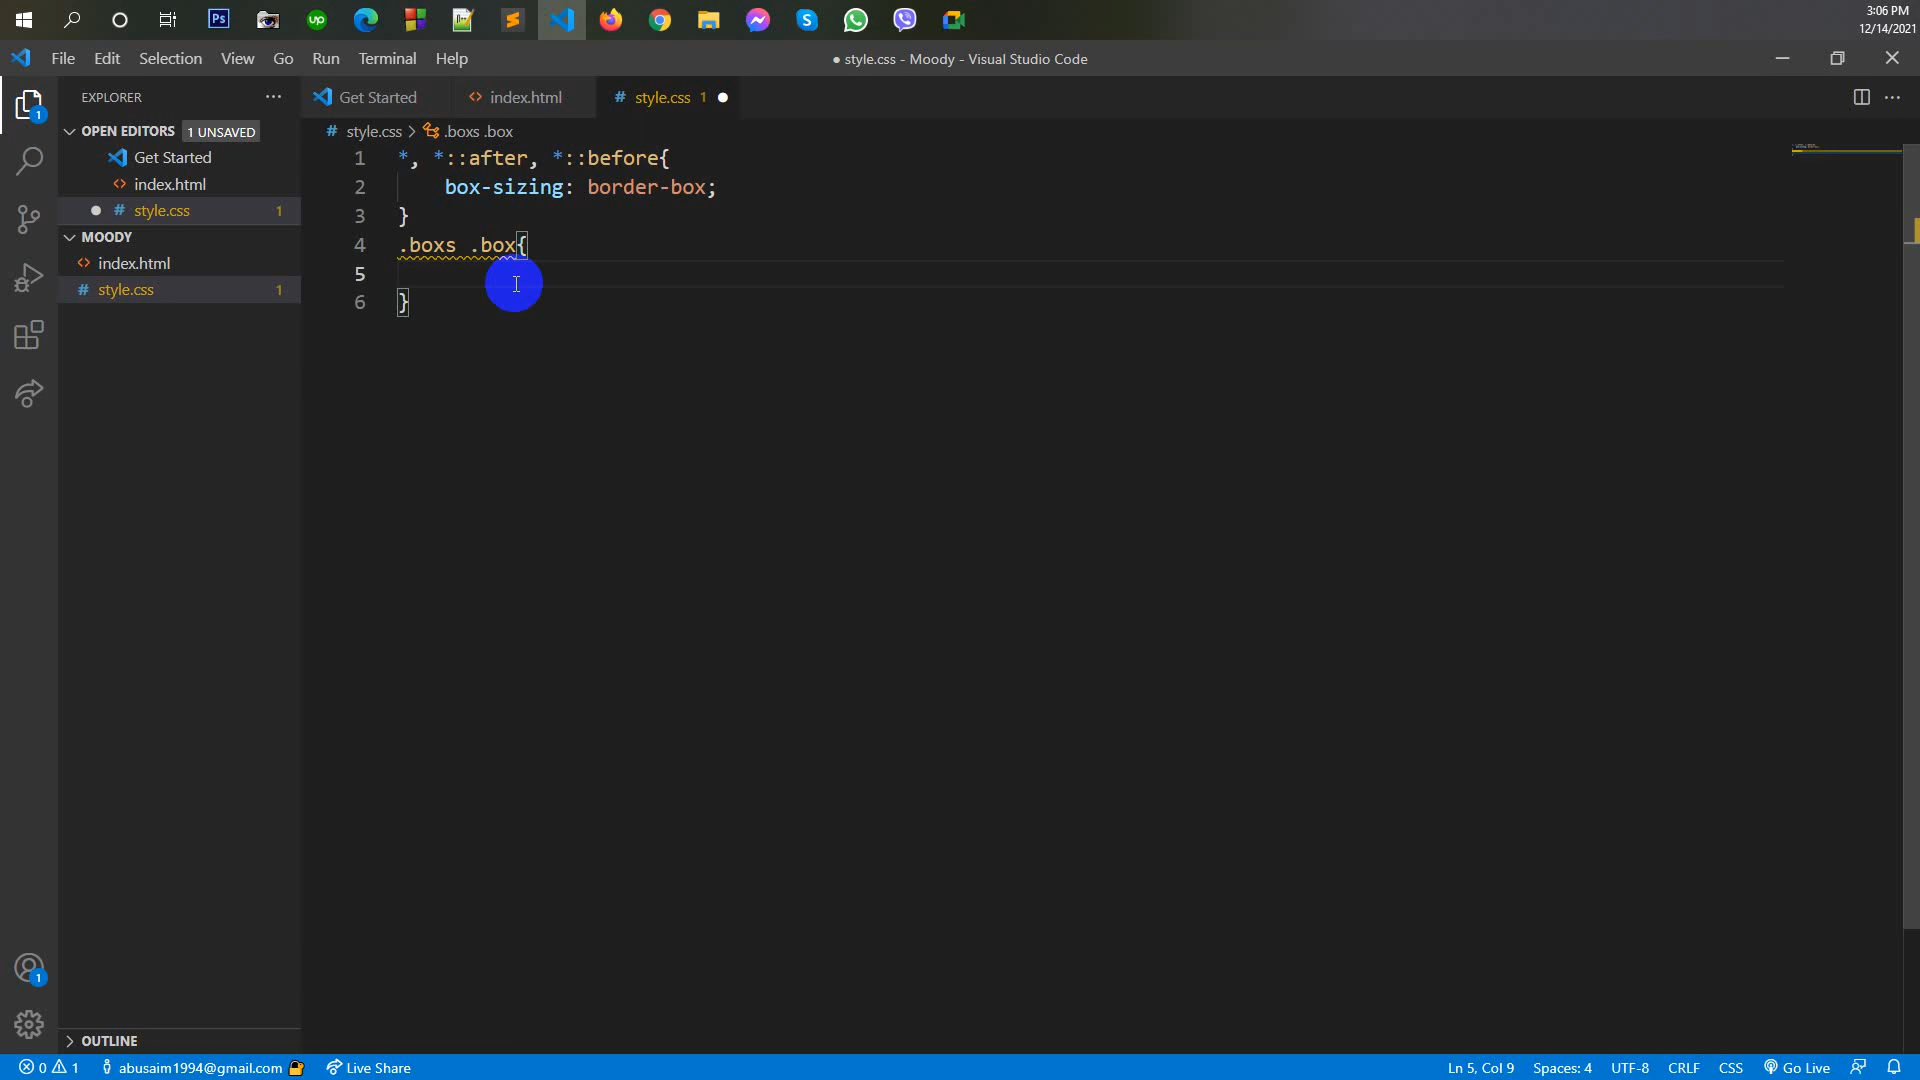 Ps
up
S
3:06 PM
12/14/2021
File Edit Selection View Go Run Terminal Help
● style.css - Moody - Visual Studio Code
1
EXPLORER
OPEN EDITORS 1 UNSAVED
Get Started
index.html
# style.css 1
MOODY
index.html
# style.css 1
OUTLINE
1
Get Started
index.html
# style.css 1
# style.css > .boxs .box
1 *, *::after, *::before{
2 box-sizing: border-box;
3 }
4 .boxs .box{
5
6 }
0 1 abusaim1994@gmail.com Live Share
Ln 5, Col 9 Spaces: 4 UTF-8 CRLF CSS Go Live